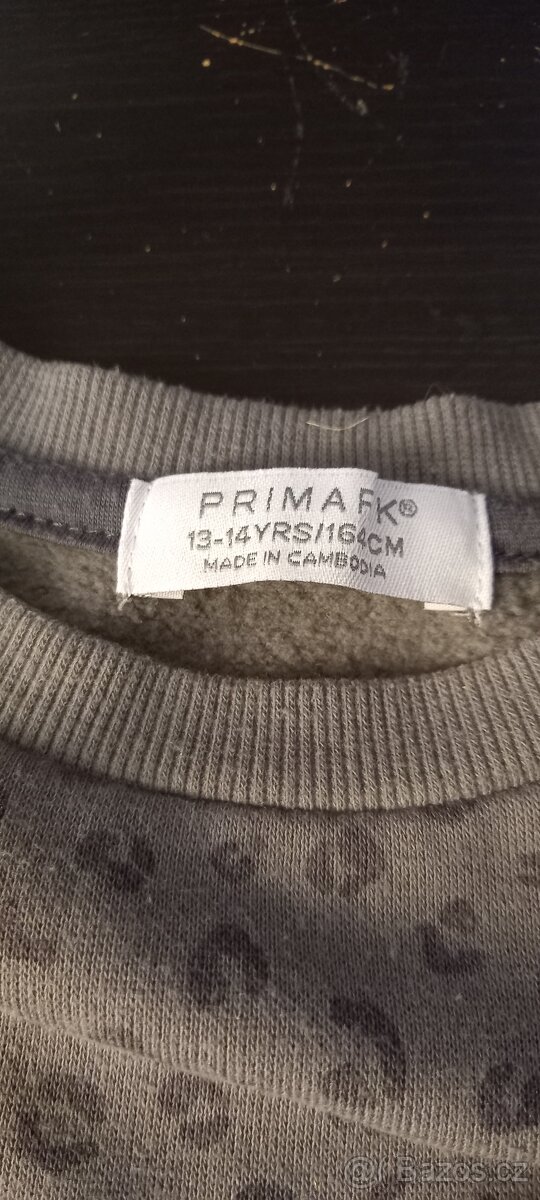 PRIMARK®
13-14YRS/164CM
MADE IN CAMBODIA
@ Bazos.cz